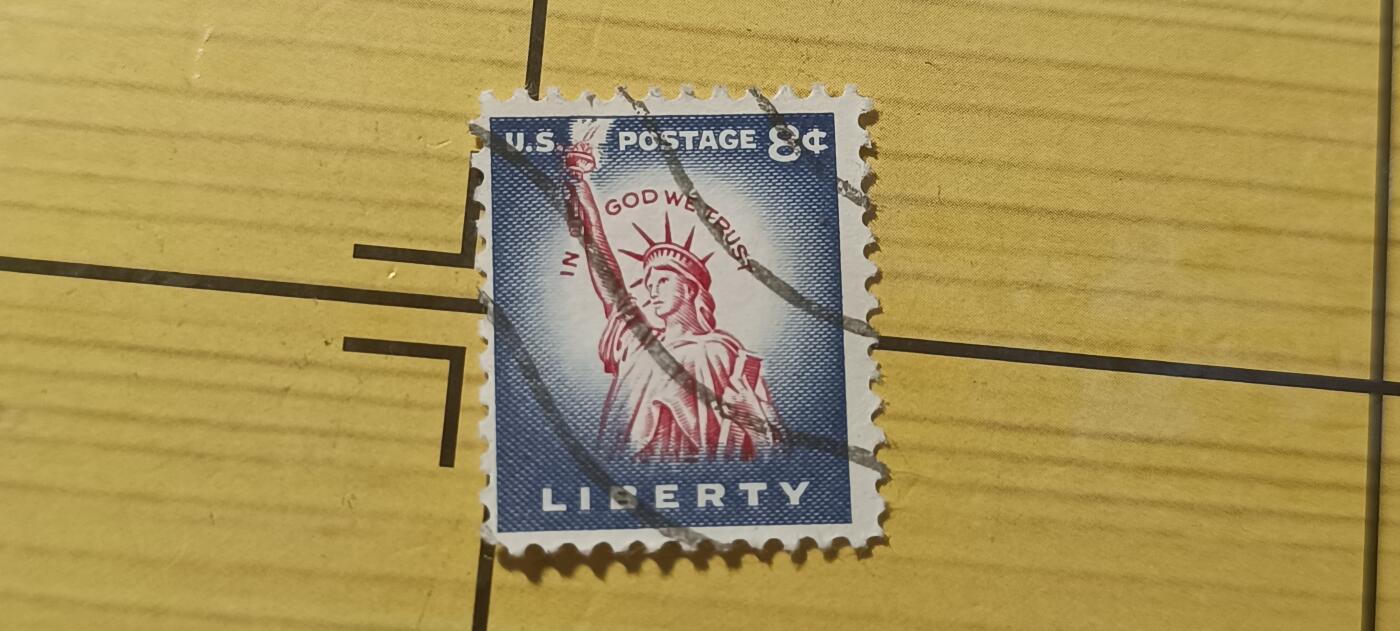 U.S. POSTAGE 8¢
IN GOD WE TRUST
LIBERTY